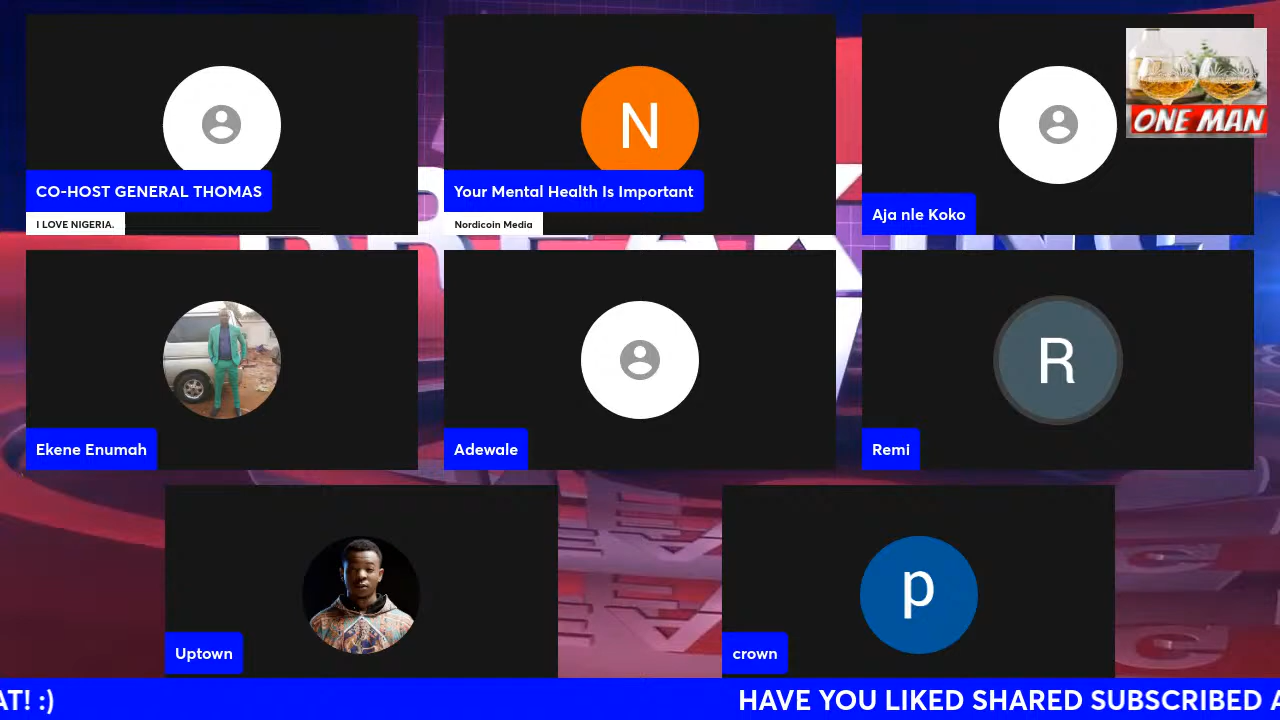 ONE MAN
N
CO-HOST GENERAL THOMAS
I LOVE NIGERIA.
Your Mental Health Is Important
Nordicoin Media
Aja nle Koko
Ekene Enumah
Adewale
R
Remi
Uptown
p
crown
AT! :)
HAVE YOU LIKED SHARED SUBSCRIBED A